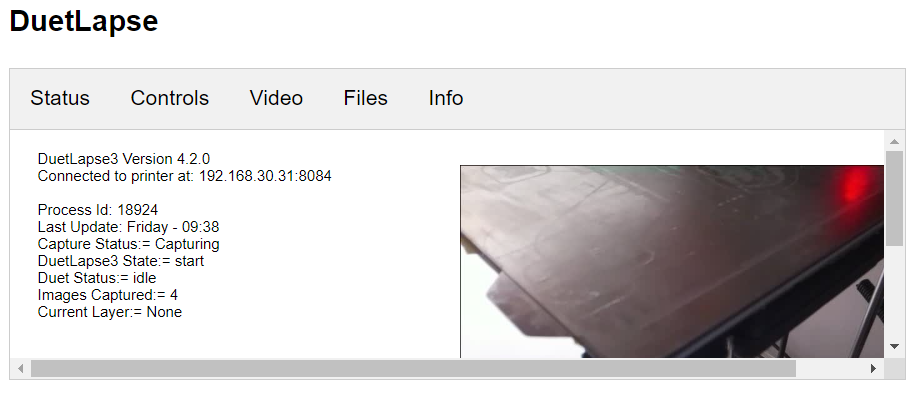 DuetLapse
Status Controls Video Files Info
DuetLapse3 Version 4.2.0
Connected to printer at: 192.168.30.31:8084
Process Id: 18924
Last Update: Friday - 09:38
Capture Status:= Capturing
DuetLapse3 State:= start
Duet Status:= idle
Images Captured:= 4
Current Layer:= None